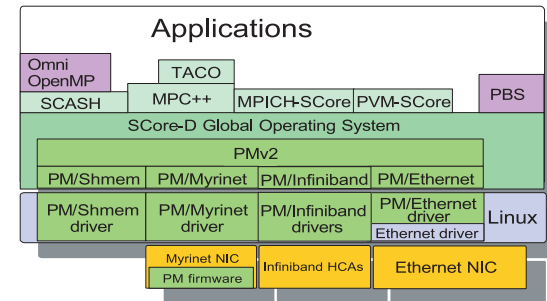 Applications
Omni
OpenMP
TACO
SCASH
MPC++
MPICH-SCore
PVM-SCore
PBS
SCore-D Global Operating System
PMv2
PM/Shmem
PM/Myrinet
PM/Infiniband
PM/Ethernet
PM/Shmem
driver
PM/Myrinet
driver
PM/Infiniband
drivers
PM/Ethernet
driver
Ethernet driver
Linux
Myrinet NIC
PM firmware
Infiniband HCAs
Ethernet NIC